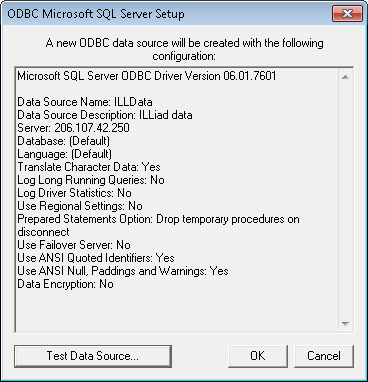 ODBC Microsoft SQL Server Setup
A new ODBC data source will be created with the following
configuration:
Microsoft SQL Server ODBC Driver Version 06.01.7601
Data Source Name: ILLData
Data Source Description: ILLiad data
Server: 206.107.42.250
Database: (Default)
Language: (Default)
Translate Character Data: Yes
Log Long Running Queries: No
Log Driver Statistics: No
Use Regional Settings: No
Prepared Statements Option: Drop temporary procedures on
disconnect
Use Failover Server: No
Use ANSI Quoted Identifiers: Yes
Use ANSI Null, Paddings and Warnings: Yes
Data Encryption: No
Test Data Source...
OK
Cancel